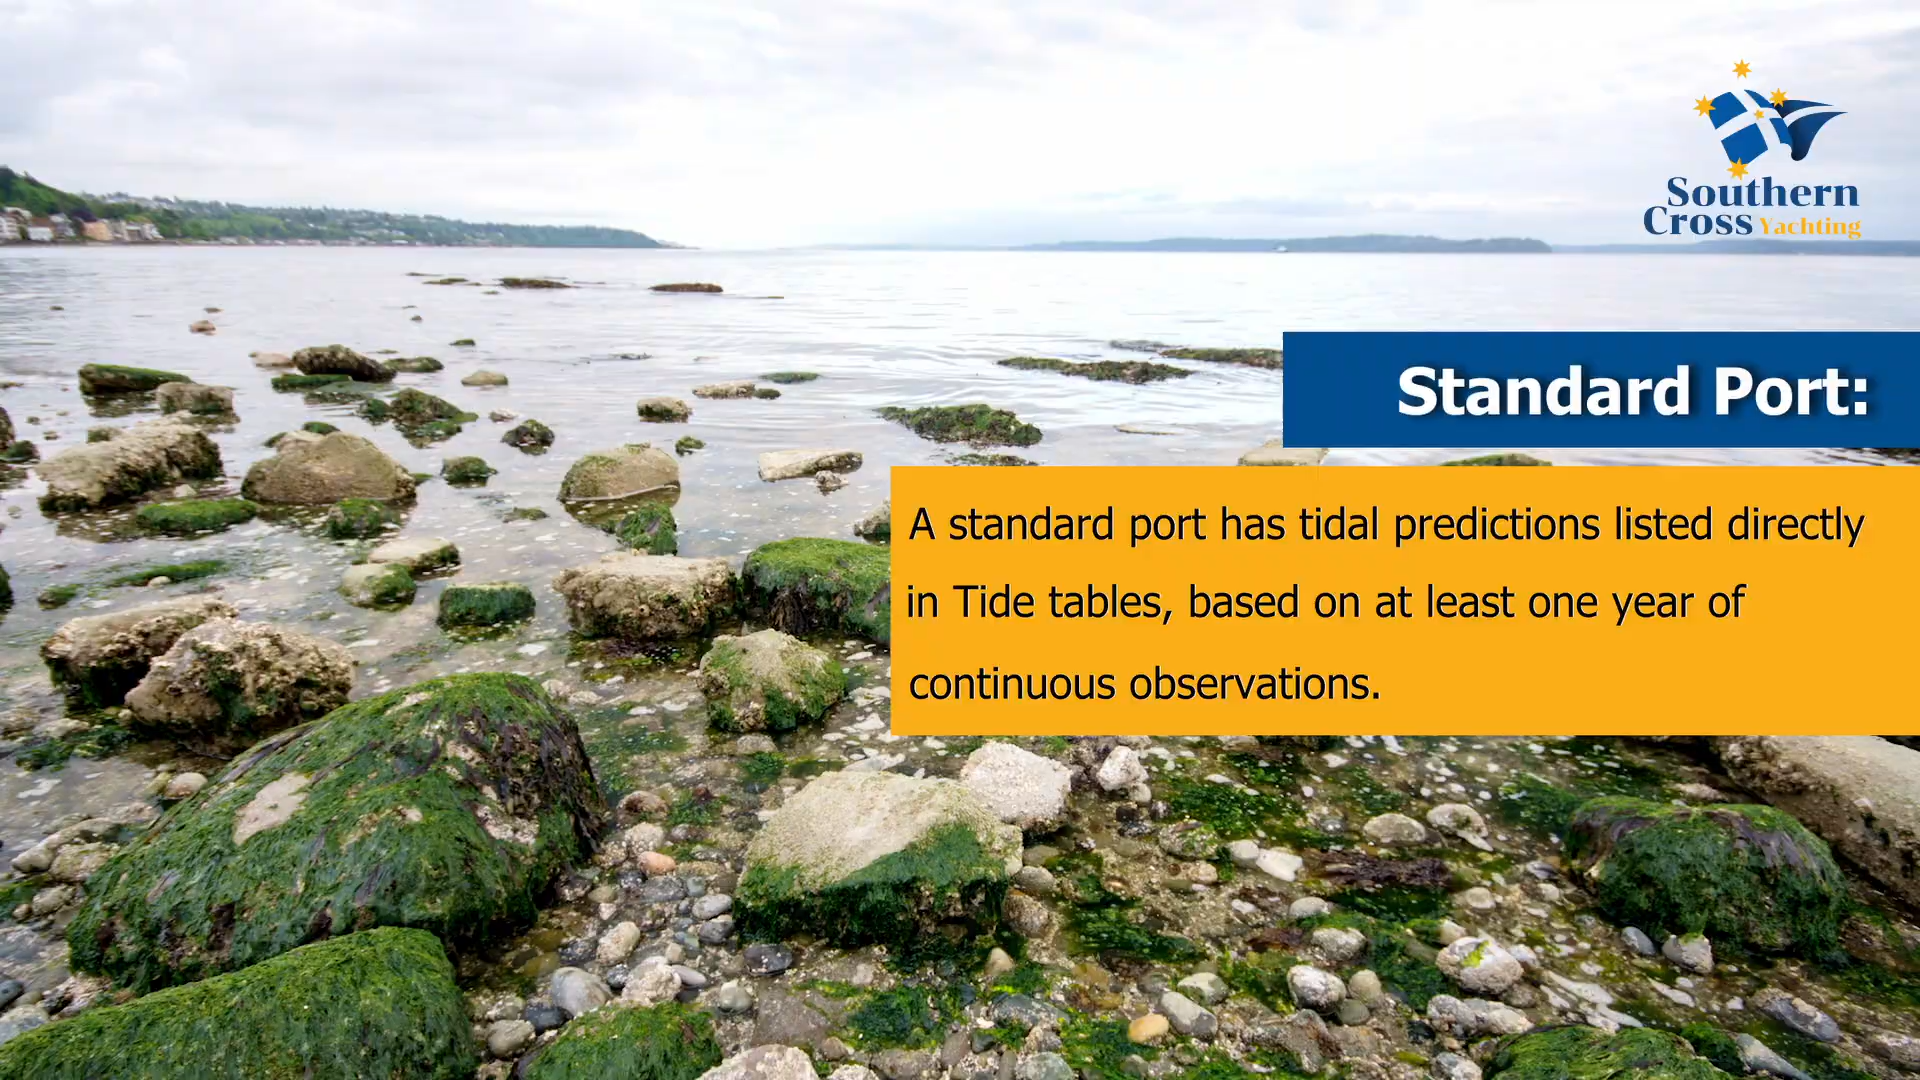 Southern
Cross Yachting
Standard Port:
A standard port has tidal predictions listed directly
in Tide tables, based on at least one year of
continuous observations.